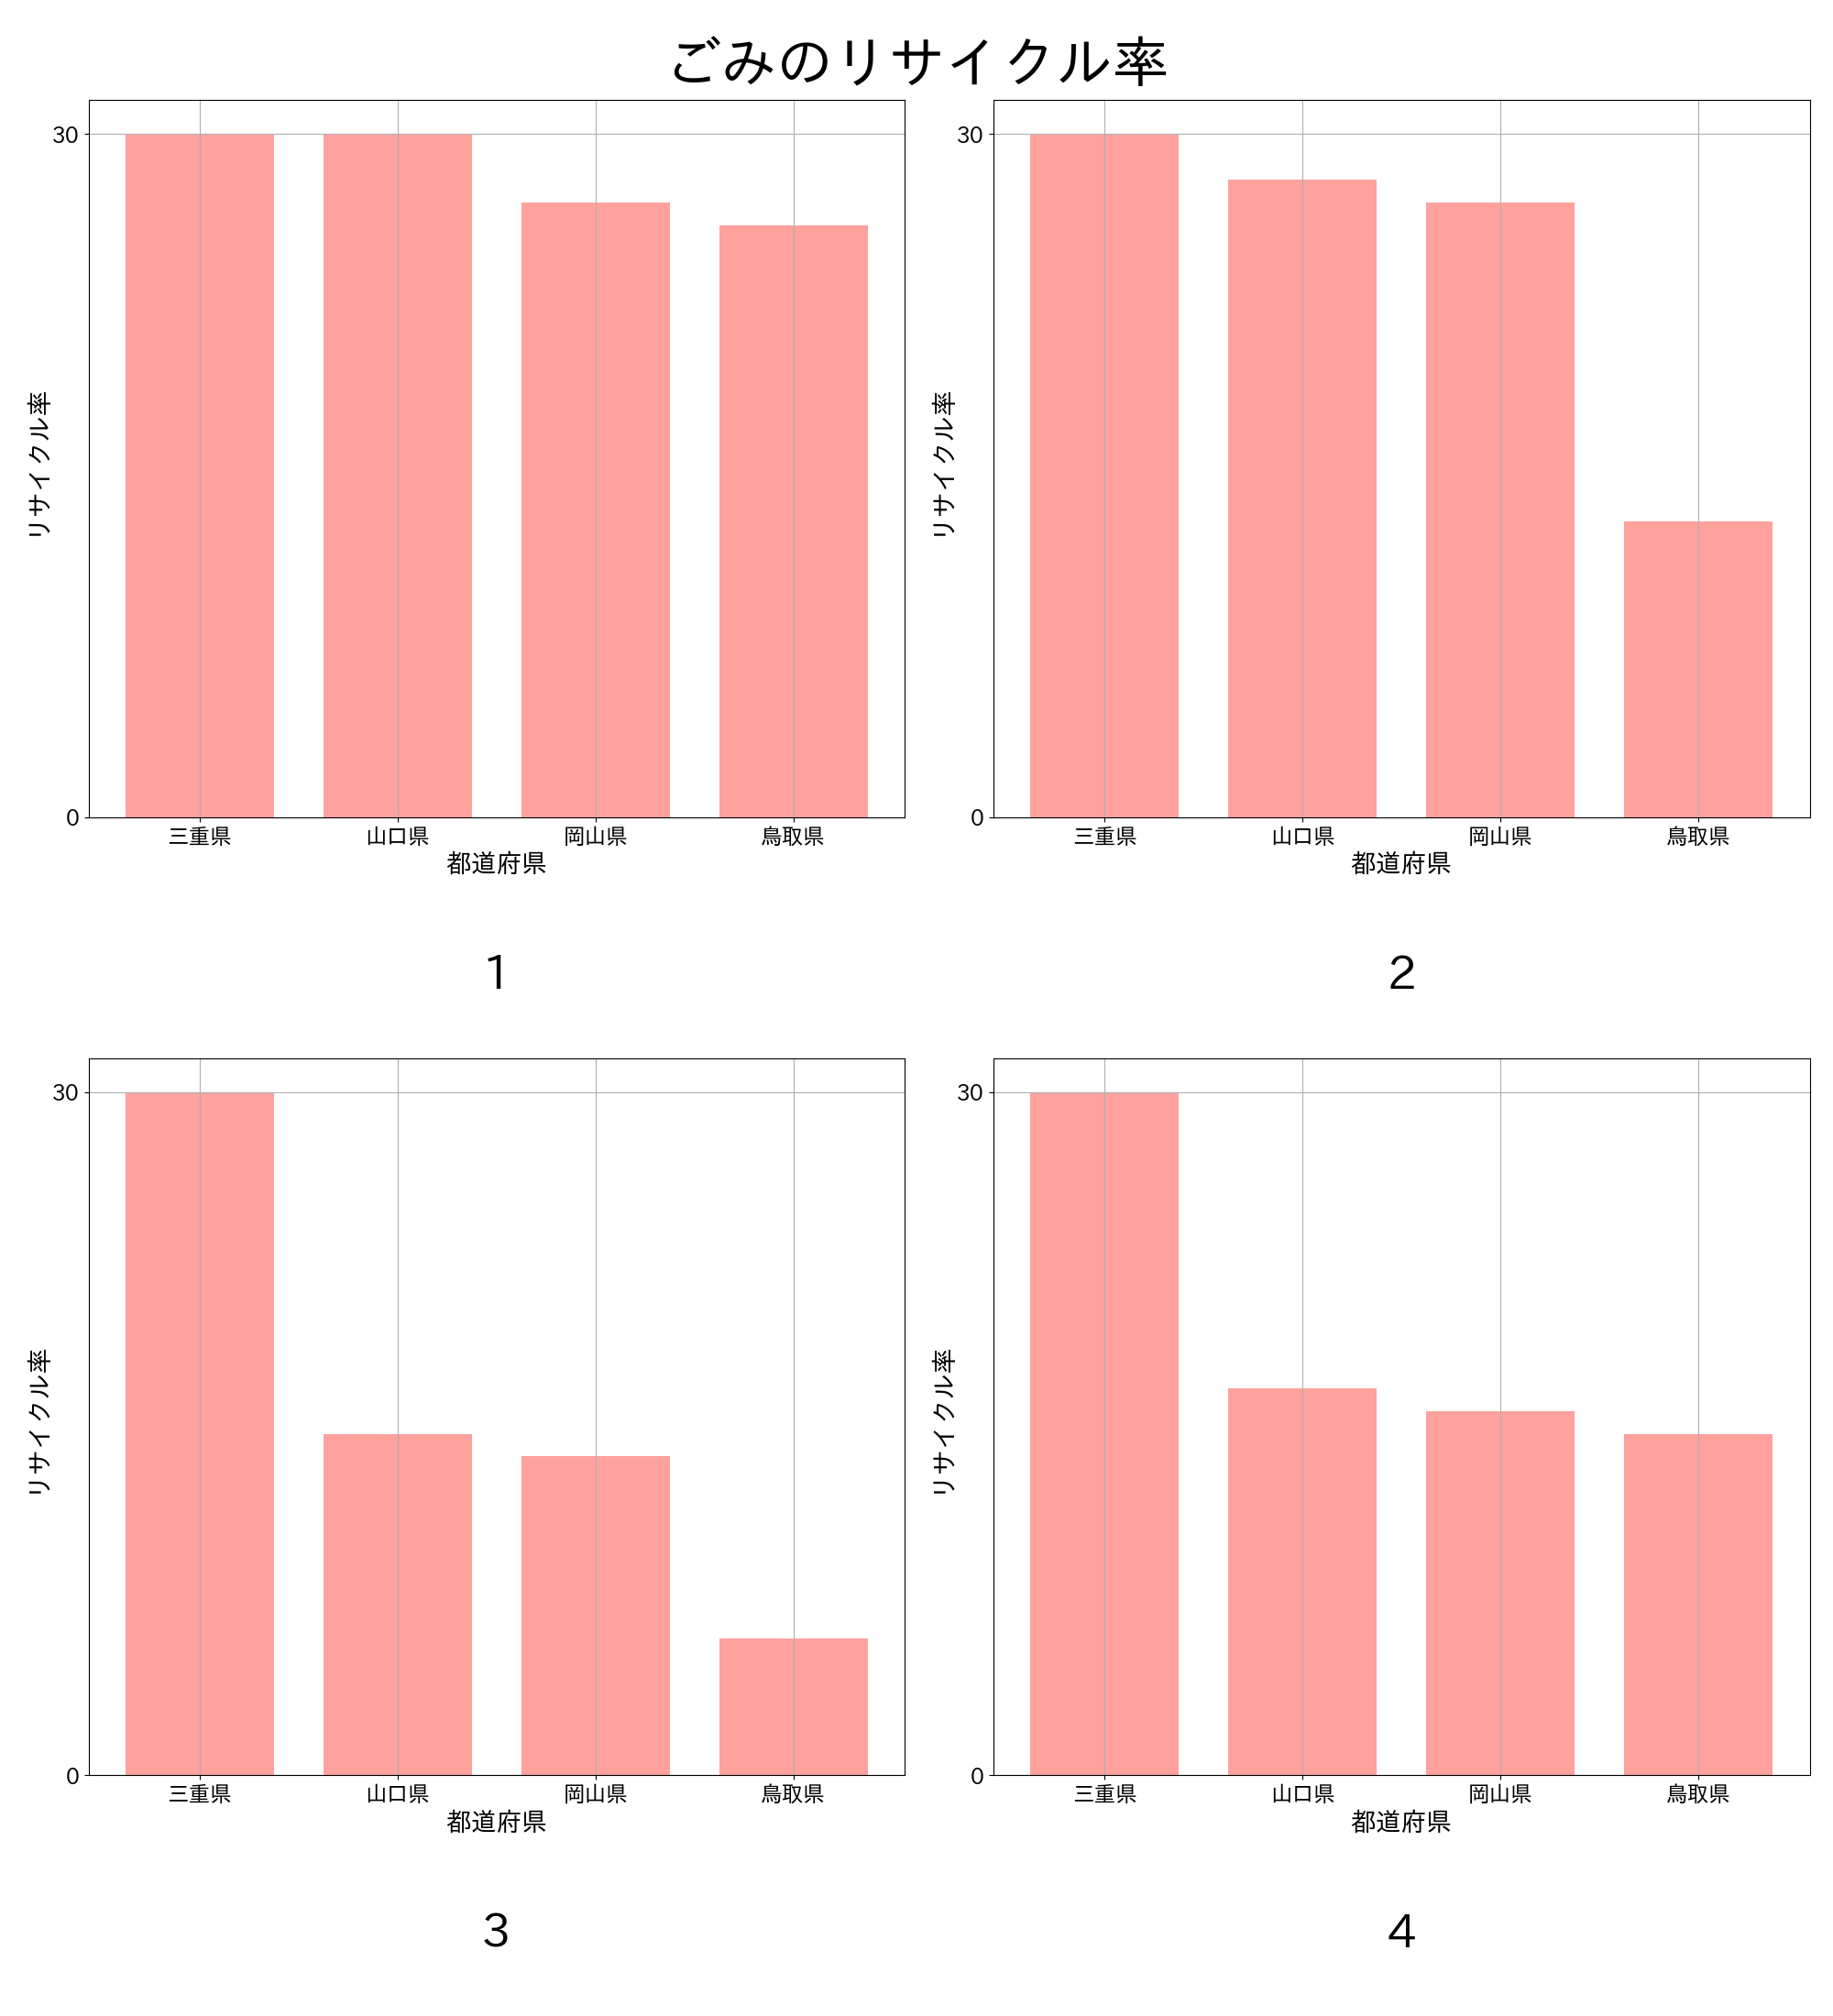 ごみのリサイクル率
30
0
リサイクル率
三重県 山口県 岡山県 鳥取県
都道府県
1
30
0
リサイクル率
三重県 山口県 岡山県 鳥取県
都道府県
2
30
0
リサイクル率
三重県 山口県 岡山県 鳥取県
都道府県
3
30
0
リサイクル率
三重県 山口県 岡山県 鳥取県
都道府県
4